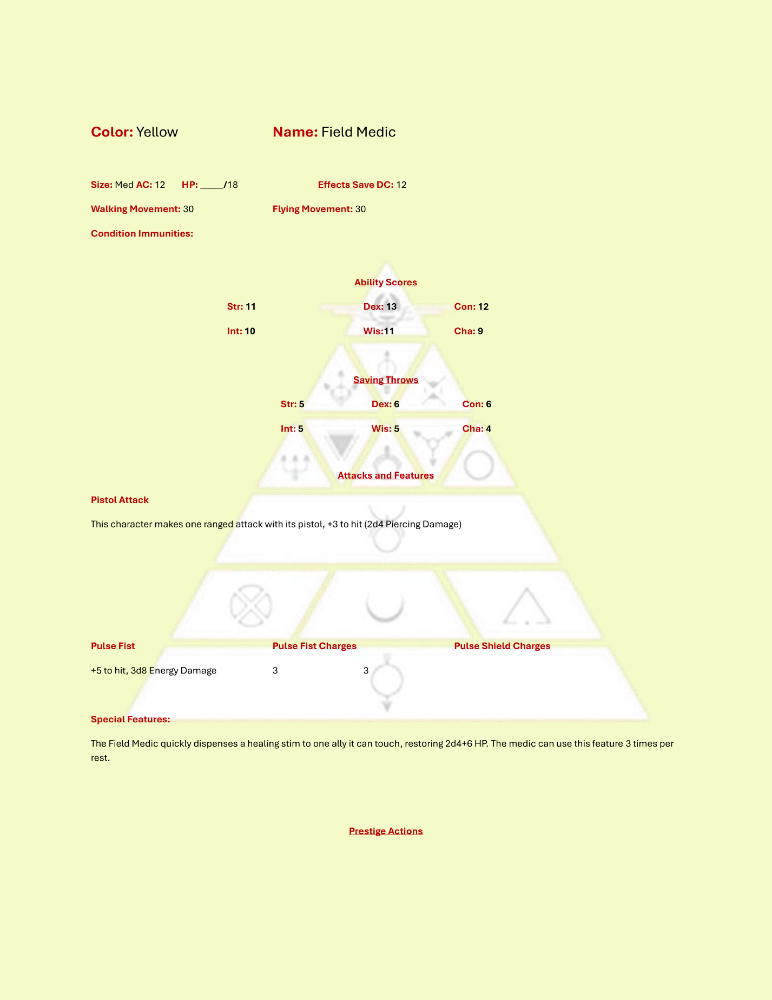 Color: Yellow Name: Field Medic
Size: Med AC: 12 HP: _____/18 Effects Save DC: 12
Walking Movement: 30 Flying Movement: 30
Condition Immunities:
Ability Scores
Str: 11 Dex: 13 Con: 12
Int: 10 Wis:11 Cha: 9
Saving Throws
Str: 5 Dex: 6 Con: 6
Int: 5 Wis: 5 Cha: 4
Attacks and Features
Pistol Attack
This character makes one ranged attack with its pistol, +3 to hit (2d4 Piercing Damage)
Pulse Fist Pulse Fist Charges Pulse Shield Charges
+5 to hit, 3d8 Energy Damage 3 3
Special Features:
The Field Medic quickly dispenses a healing stim to one ally it can touch, restoring 2d4+6 HP. The medic can use this feature 3 times per
rest.
Prestige Actions